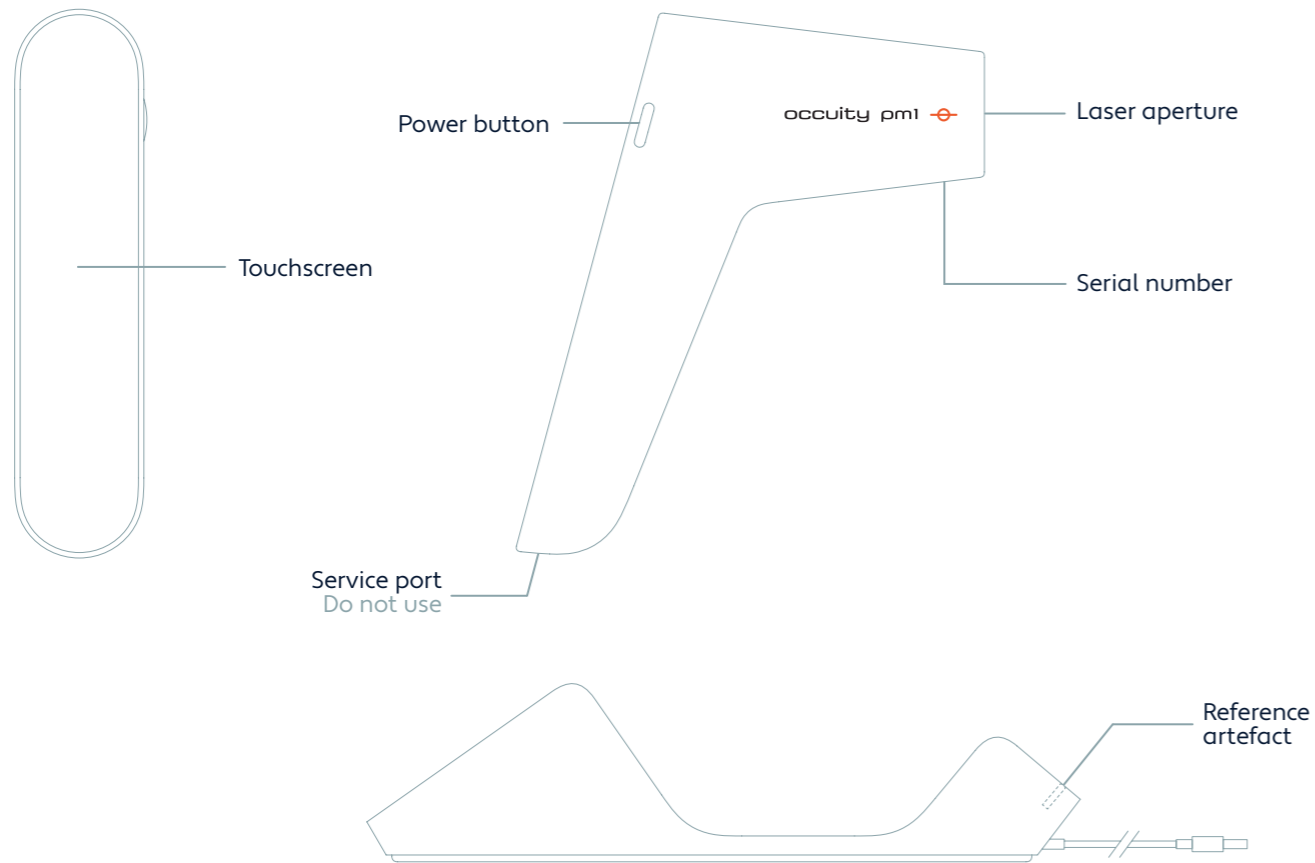 Power button
occuity pm1
Laser aperture
Touchscreen
Serial number
Service port
Do not use
Reference
artefact